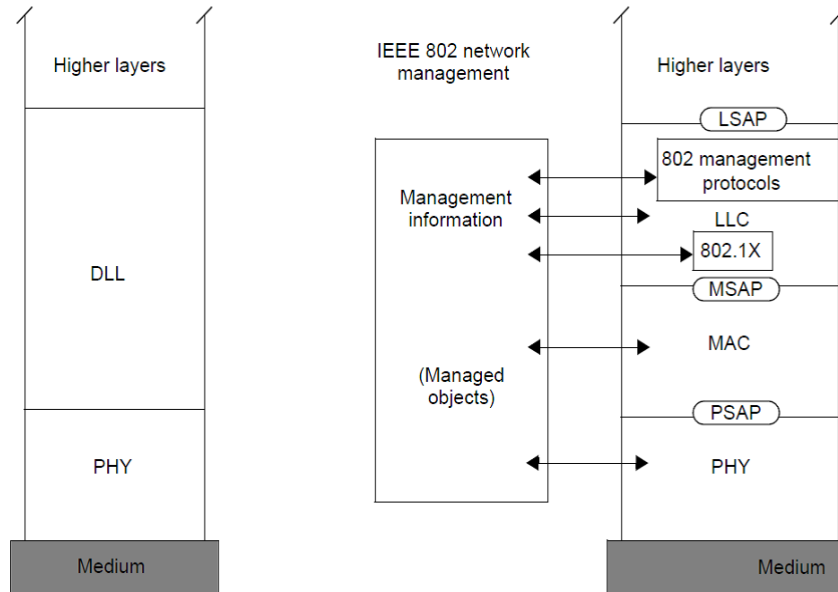 Higher layers
DLL
PHY
Medium
IEEE 802 network
management
Management
information
(Managed
objects)
Higher layers
LSAP
802 management
protocols
LLC
802.1X
MSAP
MAC
PSAP
PHY
Medium